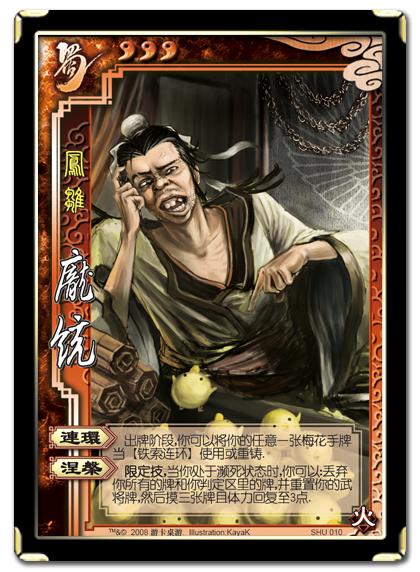 蜀
鳳雛
龐統
連環
出牌阶段,你可以将你的任意一张梅花手牌
当【铁索连环】使用或重铸.
涅槃
限定技,当你处于濒死状态时,你可以:丢弃
你所有的牌和你判定区里的牌,并重置你的武
将牌,然后摸三张牌且体力回复至3点.
™&© 2008 游卡桌游. Illustration:KayaK
SHU 010
火